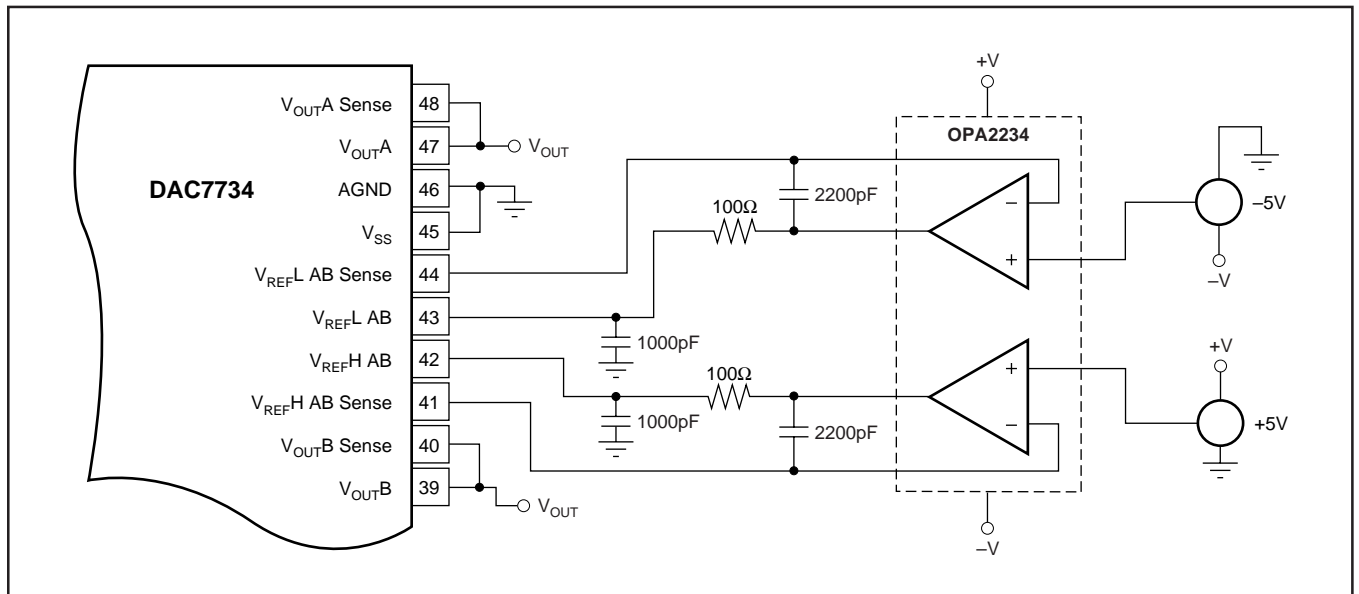 DAC7734
V_OUTA Sense 48
V_OUTA 47
AGND 46
V_SS 45
V_REFL AB Sense 44
V_REFL AB 43
V_REFH AB 42
V_REFH AB Sense 41
V_OUTB Sense 40
V_OUTB 39
V_OUT
V_OUT
100Ω
2200pF
1000pF
100Ω
1000pF
2200pF
+V
OPA2234
–
+
+
–
–V
–5V
–V
+V
+5V